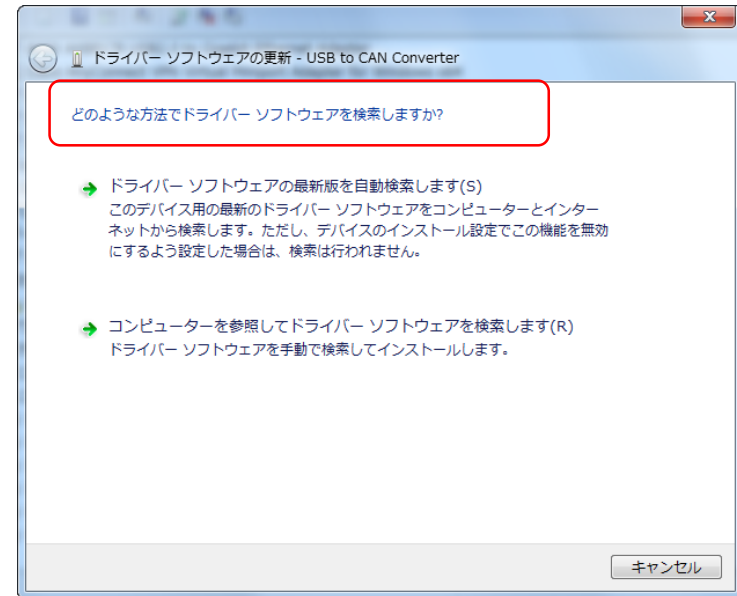 ドライバー ソフトウェアの更新 - USB to CAN Converter
どのような方法でドライバー ソフトウェアを検索しますか?
ドライバー ソフトウェアの最新版を自動検索します(S)
このデバイス用の最新のドライバー ソフトウェアをコンピューターとインター
ネットから検索します。ただし、デバイスのインストール設定でこの機能を無効
にするよう設定した場合は、検索は行われません。
コンピューターを参照してドライバー ソフトウェアを検索します(R)
ドライバー ソフトウェアを手動で検索してインストールします。
キャンセル